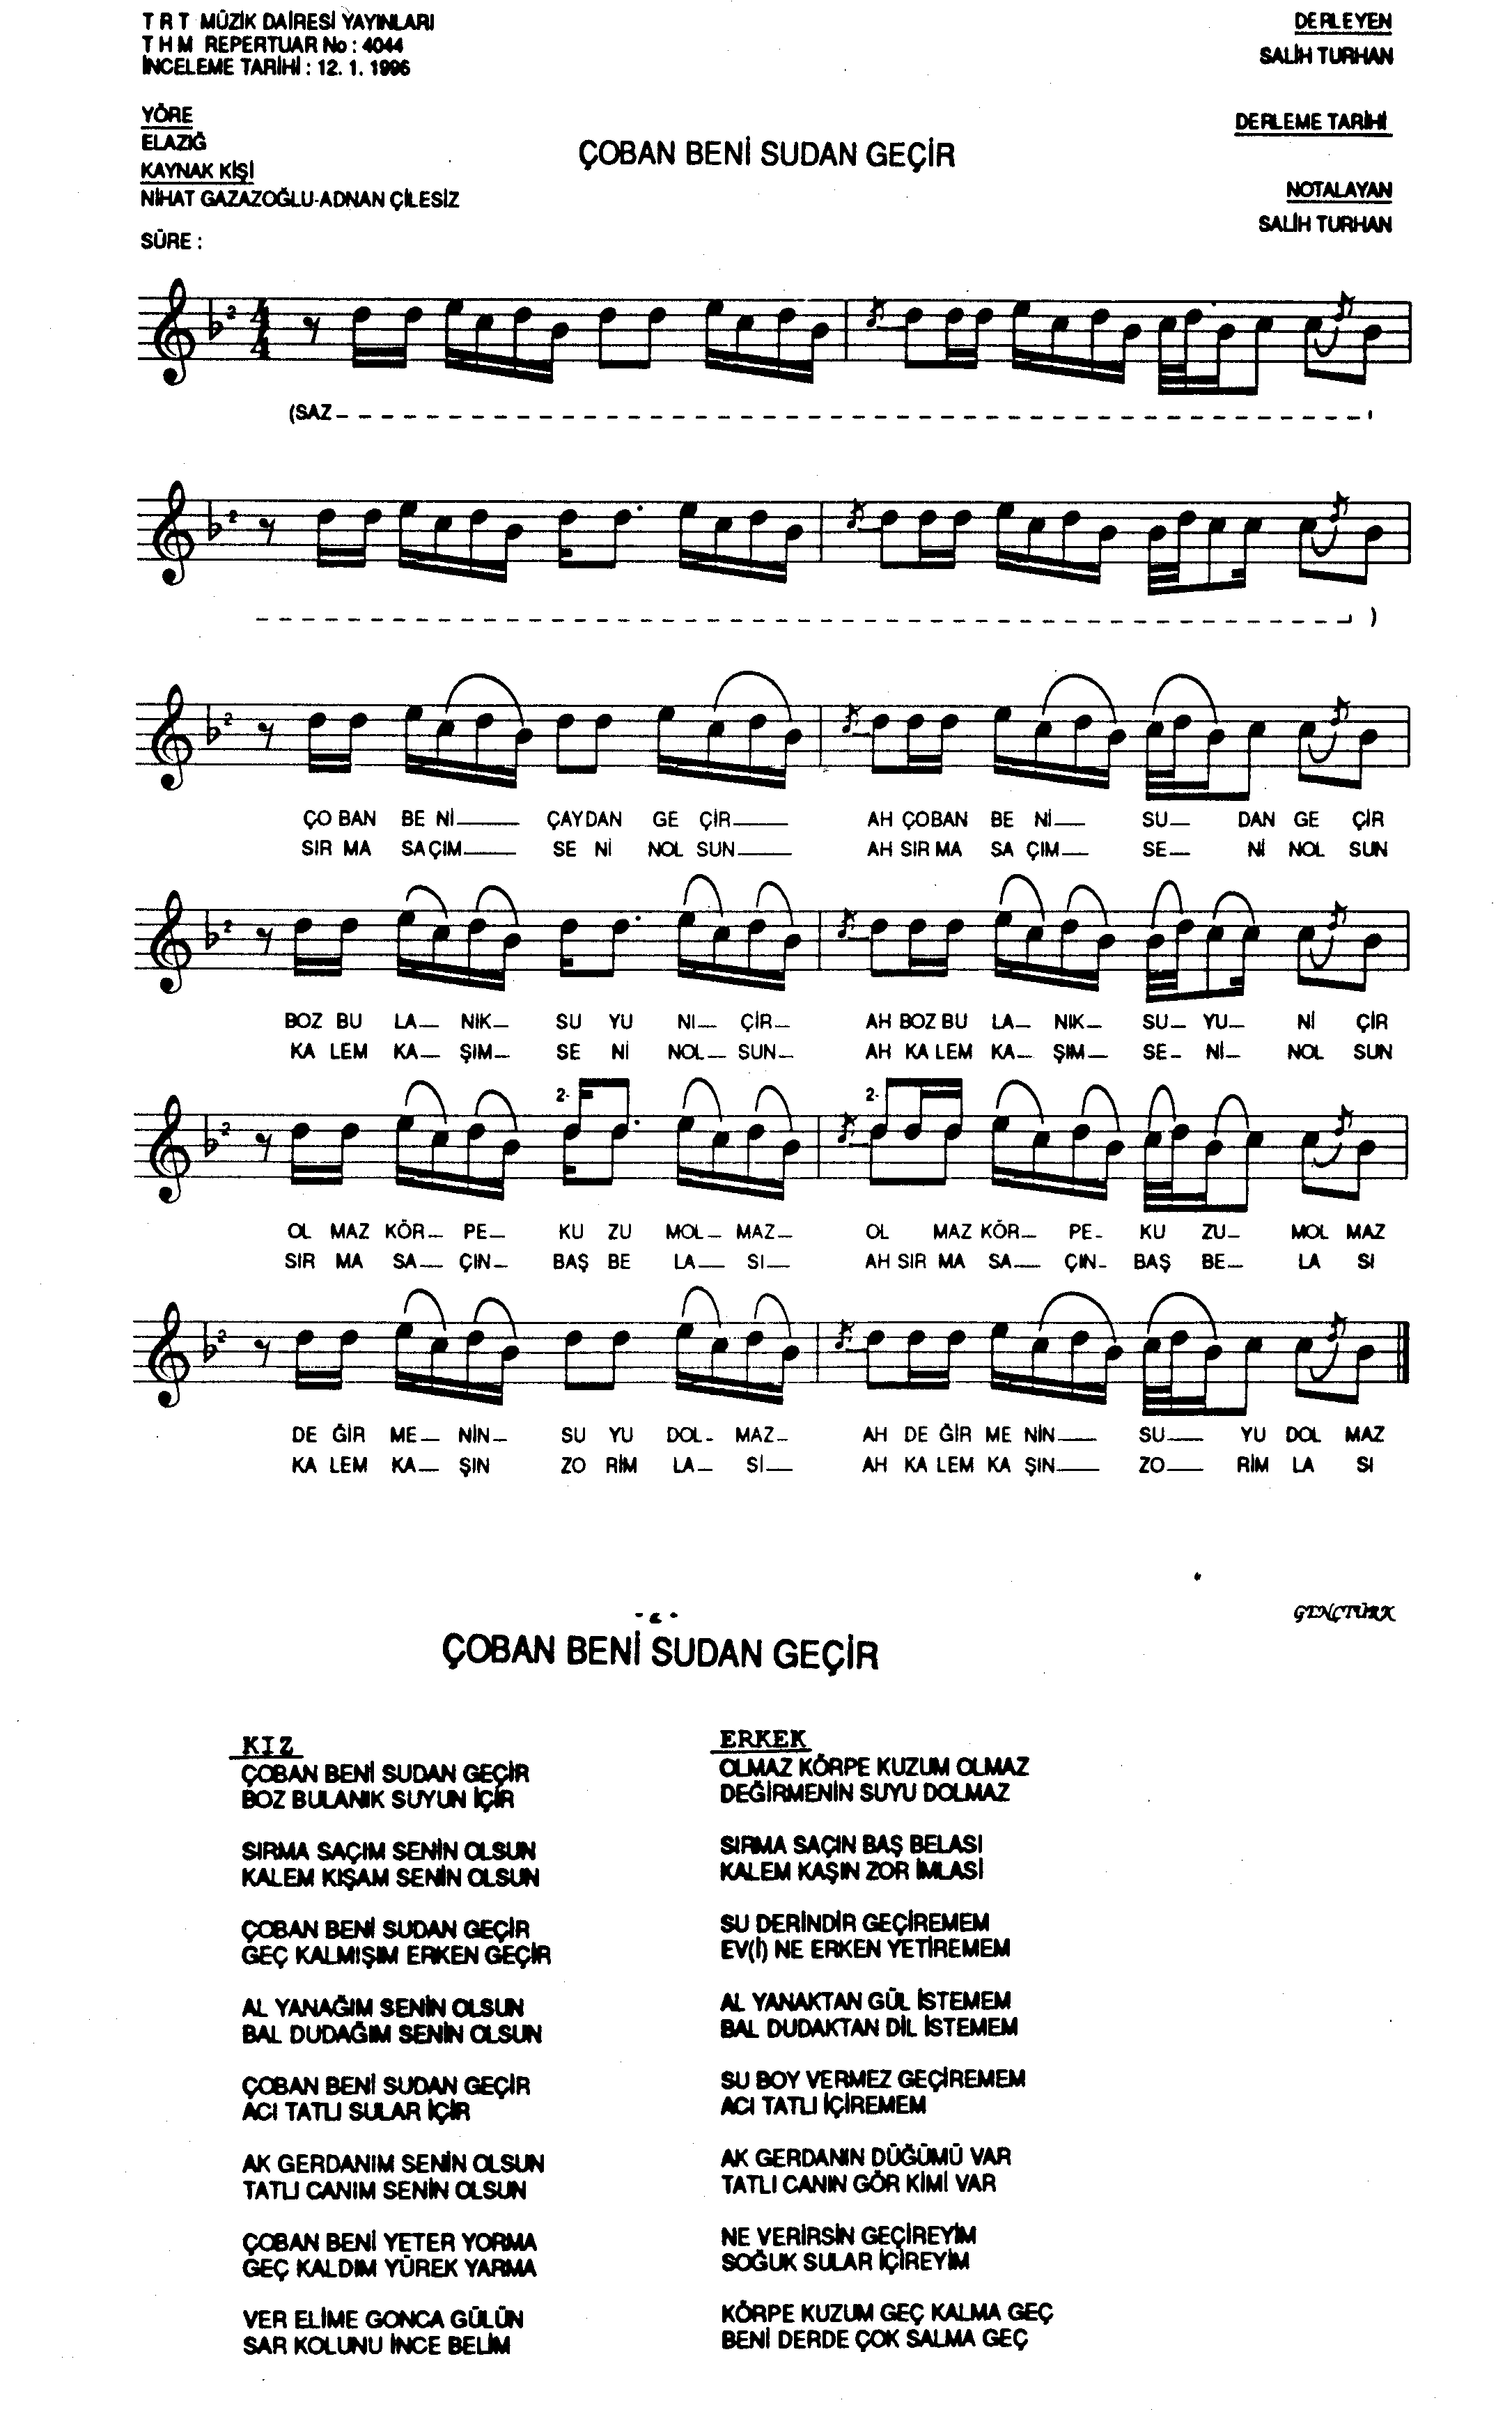 T R T MÜZİK DAİRESİ YAYINLARI
T H M REPERTUAR No : 4044
İNCELEME TARİHİ : 12. 1. 1996
DERLEYEN
SALİH TURHAN
YÖRE
ELAZIĞ
KAYNAK KİŞİ
NİHAT GAZAZOĞLU-ADNAN ÇİLESİZ
SÜRE :
ÇOBAN BENİ SUDAN GEÇİR
DERLEME TARİHİ
NOTALAYAN
SALİH TURHAN
(SAZ
)
ÇO BAN BE Nİ ÇAY DAN GE ÇİR AH ÇOBAN BE Nİ SU DAN GE ÇİR
SIR MA SA ÇIM SE Nİ NOL SUN AH SIR MA SA ÇIM SE Nİ NOL SUN
BOZ BU LA NIK SU YU NI ÇİR AH BOZ BU LA NIK SU YU Nİ ÇİR
KA LEM KA ŞIM SE Nİ NOL SUN AH KA LEM KA ŞIM SE Nİ NOL SUN
2- 2-
OL MAZ KÖR PE KU ZU MOL MAZ OL MAZ KÖR PE KU ZU MOL MAZ
SIR MA SA ÇIN BAŞ BE LA SI AH SIR MA SA ÇIN BAŞ BE LA SI
DE ĞİR ME NİN SU YU DOL MAZ AH DE ĞİR ME NİN SU YU DOL MAZ
KA LEM KA ŞIN ZO RİM LA Sİ AH KA LEM KA ŞIN ZO RİM LA SI
GENÇTÜRK
ÇOBAN BENİ SUDAN GEÇİR
KIZ
ÇOBAN BENİ SUDAN GEÇİR
BOZ BULANIK SUYUN İÇİR
SIRMA SAÇIM SENİN OLSUN
KALEM KIŞAM SENİN OLSUN
ÇOBAN BENİ SUDAN GEÇİR
GEÇ KALMIŞIM ERKEN GEÇİR
AL YANAĞIM SENİN OLSUN
BAL DUDAĞIM SENİN OLSUN
ÇOBAN BENİ SUDAN GEÇİR
ACI TATLI SULAR İÇİR
AK GERDANIM SENİN OLSUN
TATLI CANIM SENİN OLSUN
ÇOBAN BENİ YETER YORMA
GEÇ KALDIM YÜREK YARMA
VER ELİME GONCA GÜLÜN
SAR KOLUNU İNCE BELİM
ERKEK
OLMAZ KÖRPE KUZUM OLMAZ
DEĞİRMENİN SUYU DOLMAZ
SIRMA SAÇIN BAŞ BELASI
KALEM KAŞIN ZOR İMLASİ
SU DERİNDİR GEÇİREMEM
EV(İ) NE ERKEN YETİREMEM
AL YANAKTAN GÜL İSTEMEM
BAL DUDAKTAN DİL İSTEMEM
SU BOY VERMEZ GEÇİREMEM
ACI TATLI İÇİREMEM
AK GERDANIN DÜĞÜMÜ VAR
TATLI CANIN GÖR KİMİ VAR
NE VERİRSİN GEÇİREYİM
SOĞUK SULAR İÇİREYİM
KÖRPE KUZUM GEÇ KALMA GEÇ
BENİ DERDE ÇOK SALMA GEÇ